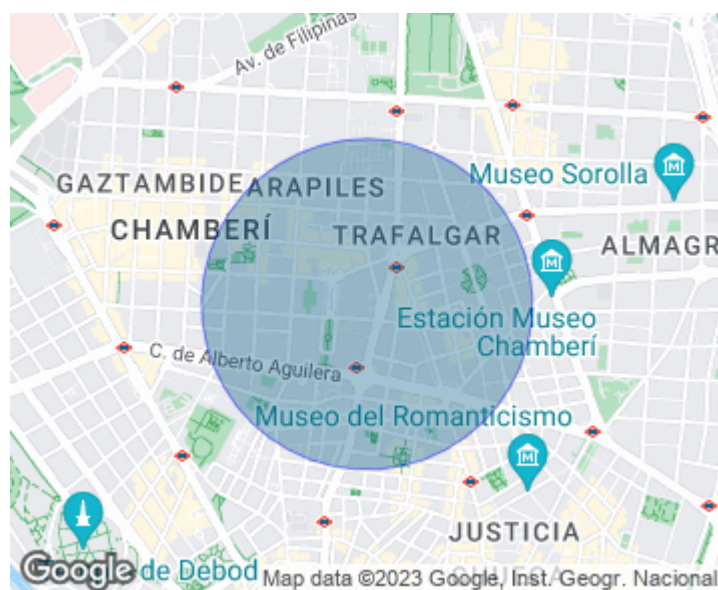 Av. de Filipinas
Museo Sorolla
GAZTAMBIDE
ARAPILES
CHAMBERÍ
TRAFALGAR
ALMAGR
Estación Museo
Chamberí
C. de Alberto Aguilera
Museo del Romanticismo
JUSTICIA
Google
de Debod
Map data ©2023 Google, Inst. Geogr. Nacional